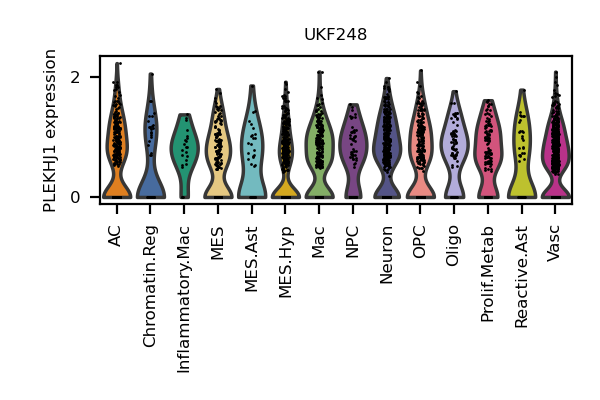 UKF248
PLEKHJ1 expression
2
0
AC
Chromatin.Reg
Inflammatory.Mac
MES
MES.Ast
MES.Hyp
Mac
NPC
Neuron
OPC
Oligo
Prolif.Metab
Reactive.Ast
Vasc